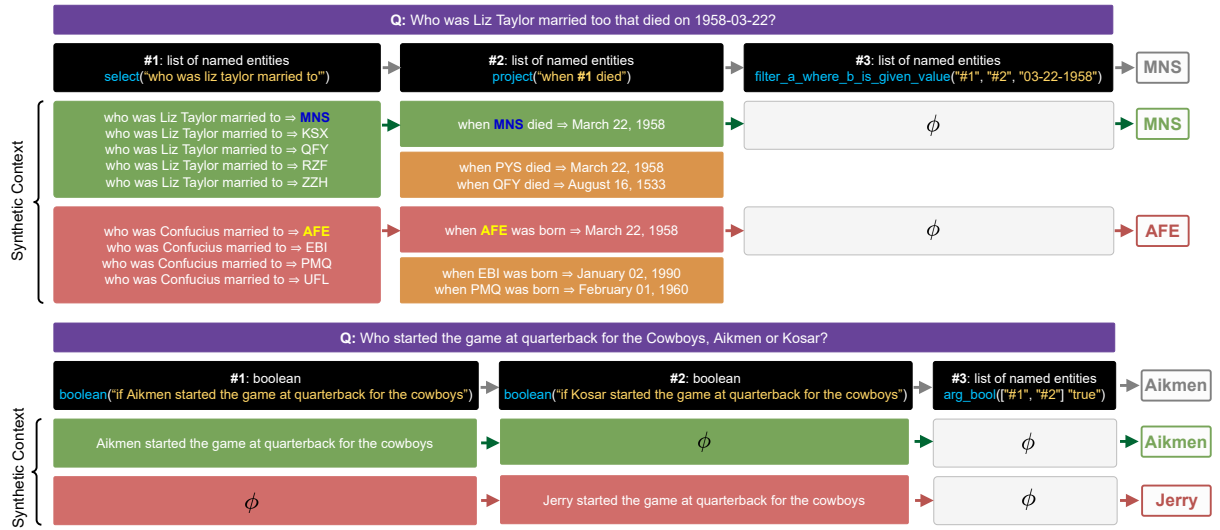 Q: Who was Liz Taylor married too that died on 1958-03-22?
#1: list of named entities
select("who was liz taylor married to'")
#2: list of named entities
project("when #1 died")
#3: list of named entities
filter_a_where_b_is_given_value("#1", "#2", "03-22-1958")
MNS
Synthetic Context
who was Liz Taylor married to ⇒ MNS
who was Liz Taylor married to ⇒ KSX
who was Liz Taylor married to ⇒ QFY
who was Liz Taylor married to ⇒ RZF
who was Liz Taylor married to ⇒ ZZH
when MNS died ⇒ March 22, 1958
when PYS died ⇒ March 22, 1958
when QFY died ⇒ August 16, 1533
ϕ
MNS
who was Confucius married to ⇒ AFE
who was Confucius married to ⇒ EBI
who was Confucius married to ⇒ PMQ
who was Confucius married to ⇒ UFL
when AFE was born ⇒ March 22, 1958
when EBI was born ⇒ January 02, 1990
when PMQ was born ⇒ February 01, 1960
ϕ
AFE
Q: Who started the game at quarterback for the Cowboys, Aikmen or Kosar?
#1: boolean
boolean("if Aikmen started the game at quarterback for the cowboys")
#2: boolean
boolean("if Kosar started the game at quarterback for the cowboys")
#3: list of named entities
arg_bool(["#1", "#2"] "true")
Aikmen
Synthetic Context
Aikmen started the game at quarterback for the cowboys
ϕ
ϕ
Aikmen
ϕ
Jerry started the game at quarterback for the cowboys
ϕ
Jerry